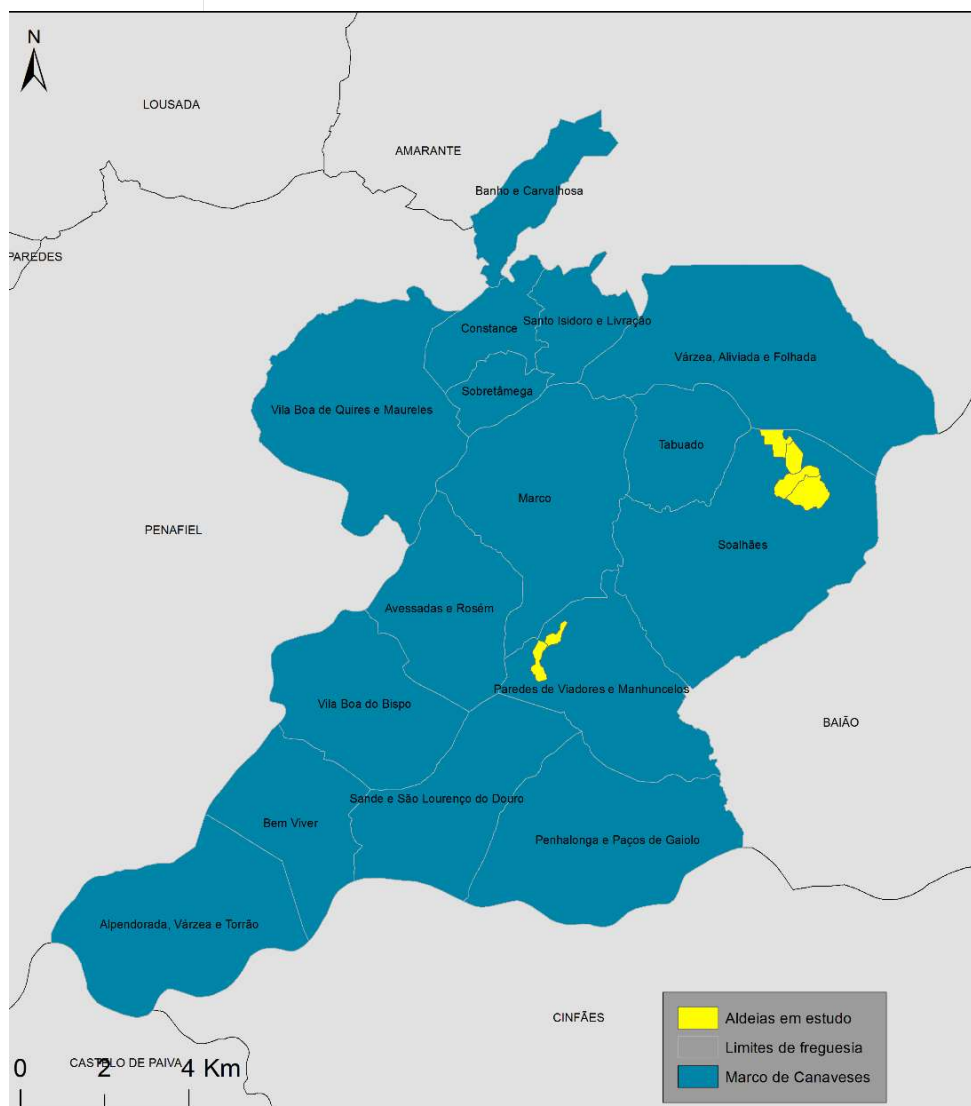 N
LOUSADA
AMARANTE
Banho e Carvalhosa
PAREDES
Constance
Santo Isidoro e Livração
Várzea, Aliviada e Folhada
Sobretâmega
Vila Boa de Quires e Maureles
Tabuado
Marco
PENAFIEL
Soalhães
Avessadas e Rosém
Paredes de Viadores e Manhuncelos
Vila Boa do Bispo
BAIÃO
Sande e São Lourenço do Douro
Bem Viver
Penhalonga e Paços de Gaiolo
Alpendorada, Várzea e Torrão
CINFÃES
CASTELO DE PAIVA
0 2 4 Km
Aldeias em estudo
Limites de freguesia
Marco de Canaveses